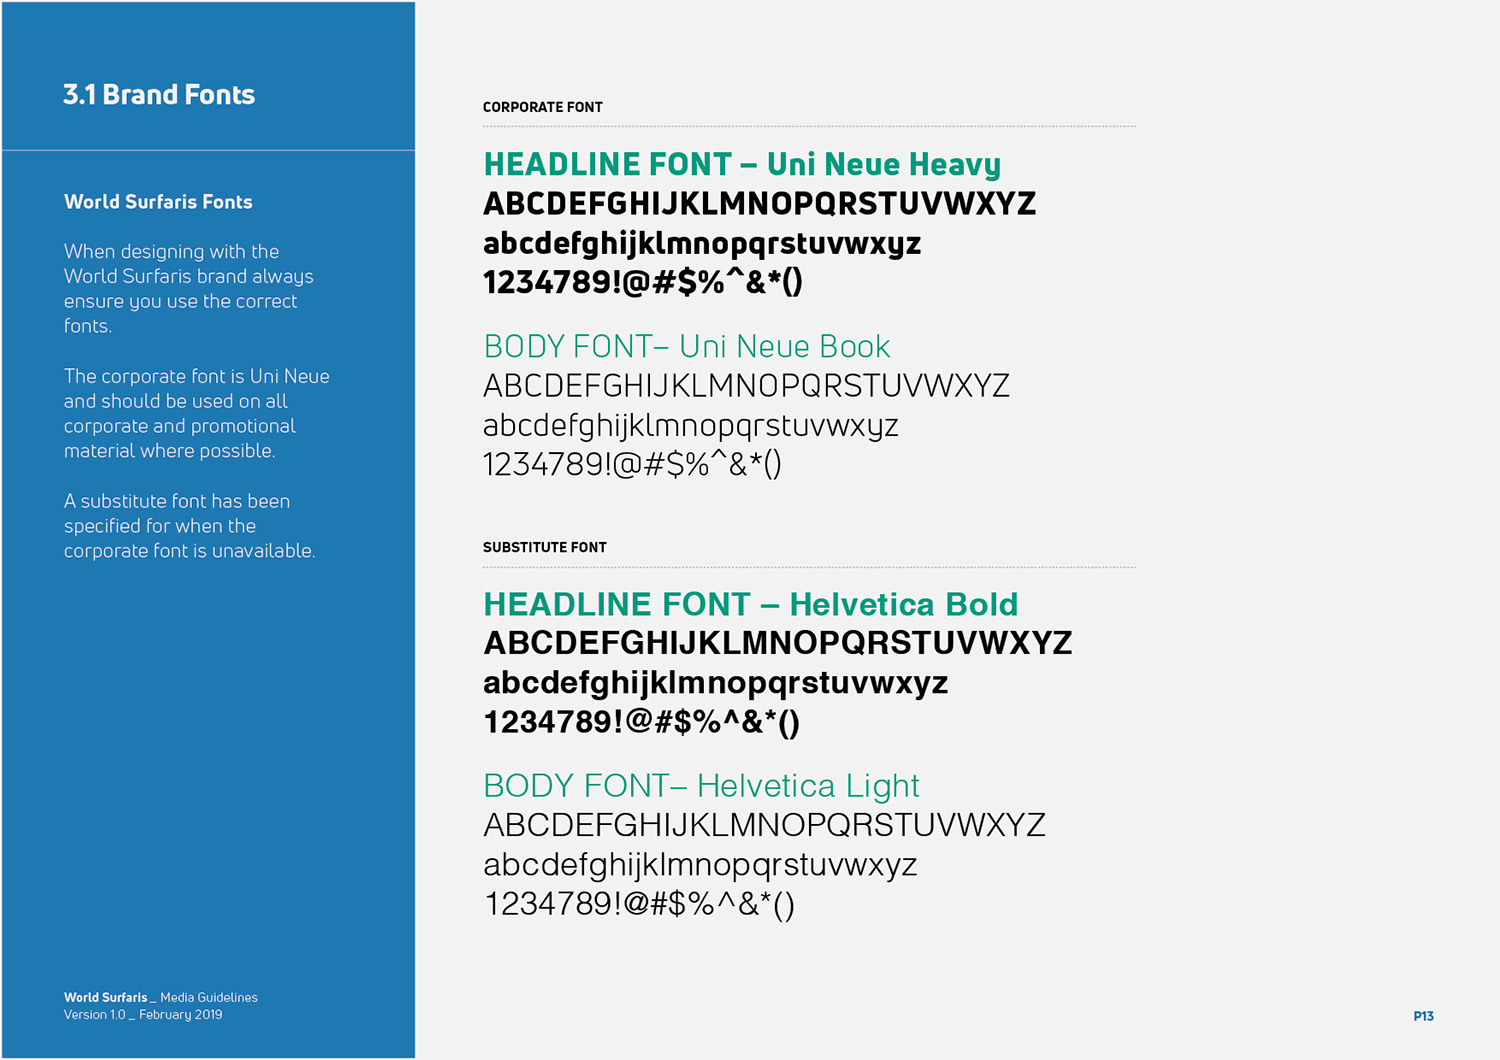 3.1 Brand Fonts
World Surfaris Fonts
When designing with the
World Surfaris brand always
ensure you use the correct
fonts.
The corporate font is Uni Neue
and should be used on all
corporate and promotional
material where possible.
A substitute font has been
specified for when the
corporate font is unavailable.
World Surfaris _ Media Guidelines
Version 1.0 _ February 2019
CORPORATE FONT
HEADLINE FONT – Uni Neue Heavy
ABCDEFGHIJKLMNOPQRSTUVWXYZ
abcdefghijklmnopqrstuvwxyz
1234789!@#$%^&*()
BODY FONT– Uni Neue Book
ABCDEFGHIJKLMNOPQRSTUVWXYZ
abcdefghijklmnopqrstuvwxyz
1234789!@#$%^&*()
SUBSTITUTE FONT
HEADLINE FONT – Helvetica Bold
ABCDEFGHIJKLMNOPQRSTUVWXYZ
abcdefghijklmnopqrstuvwxyz
1234789!@#$%^&*()
BODY FONT– Helvetica Light
ABCDEFGHIJKLMNOPQRSTUVWXYZ
abcdefghijklmnopqrstuvwxyz
1234789!@#$%^&*()
P13